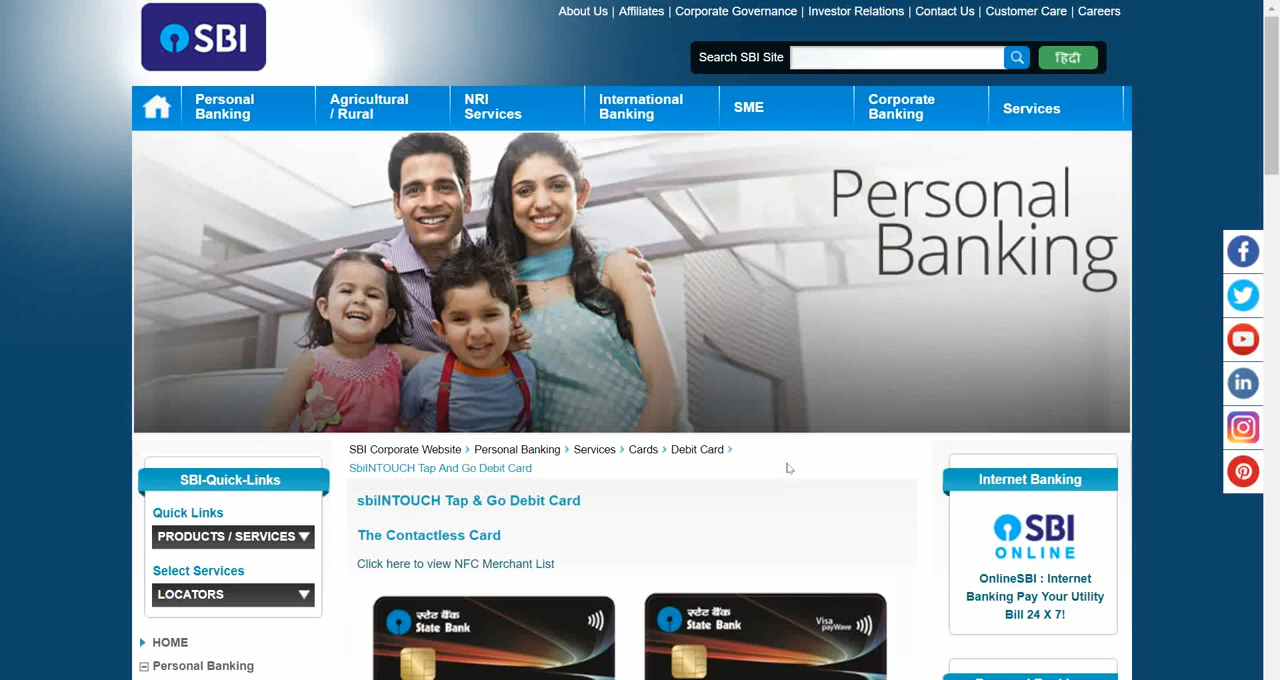 SBI
About Us | Affiliates | Corporate Governance | Investor Relations | Contact Us | Customer Care | Careers
Search SBI Site
हिंदी
Personal Banking
Agricultural / Rural
NRI Services
International Banking
SME
Corporate Banking
Services
Personal
Banking
SBI Corporate Website › Personal Banking › Services › Cards › Debit Card ›
SbiINTOUCH Tap And Go Debit Card
SBI-Quick-Links
Quick Links
PRODUCTS / SERVICES
Select Services
LOCATORS
HOME
Personal Banking
sbiINTOUCH Tap & Go Debit Card
The Contactless Card
Click here to view NFC Merchant List
स्टेट बैंक
State Bank
स्टेट बैंक
State Bank
Visa
payWave
Internet Banking
SBI
ONLINE
OnlineSBI : Internet
Banking Pay Your Utility
Bill 24 X 7!